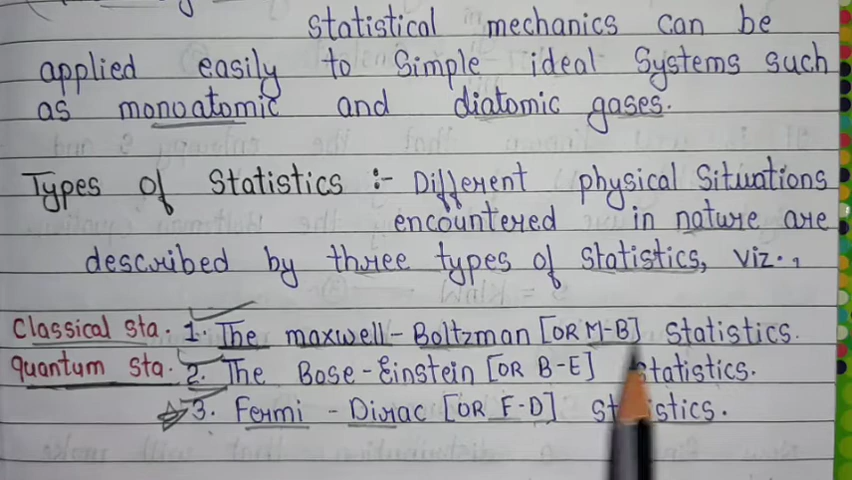 statistical mechanics can be
applied easily to simple ideal systems such
as monoatomic and diatomic gases.
Types of Statistics :- Different physical situations
encountered in nature are
described by three types of statistics, viz.,
Classical sta. 1. The maxwell-Boltzman [OR M-B] statistics.
quantum sta. 2. The Bose-Einstein [OR B-E] statistics.
3. Fermi - Dirac [OR F-D] statistics.